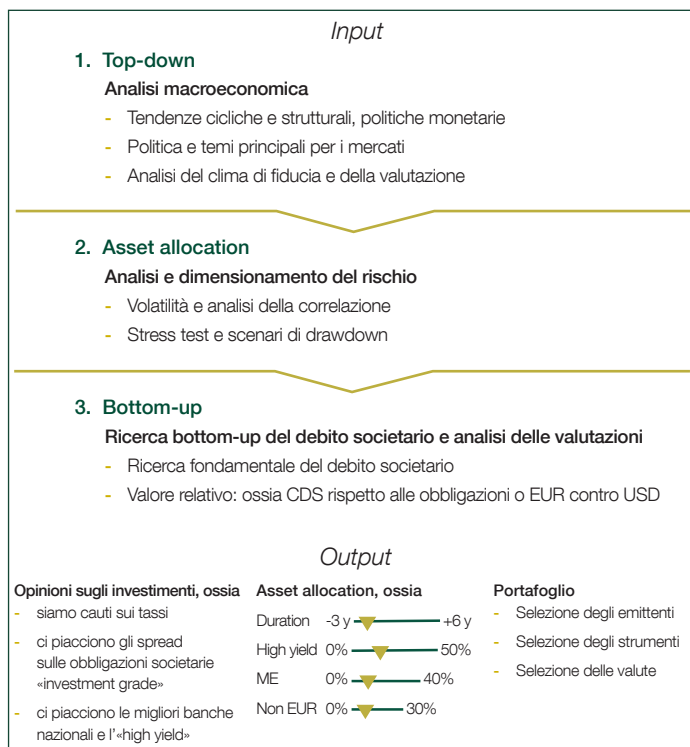 Input
1. Top-down
Analisi macroeconomica
- Tendenze cicliche e strutturali, politiche monetarie
- Politica e temi principali per i mercati
- Analisi del clima di fiducia e della valutazione
2. Asset allocation
Analisi e dimensionamento del rischio
- Volatilità e analisi della correlazione
- Stress test e scenari di drawdown
3. Bottom-up
Ricerca bottom-up del debito societario e analisi delle valutazioni
- Ricerca fondamentale del debito societario
- Valore relativo: ossia CDS rispetto alle obbligazioni o EUR contro USD
Output
Opinioni sugli investimenti, ossia
- siamo cauti sui tassi
- ci piacciono gli spread
sulle obbligazioni societarie
«investment grade»
- ci piacciono le migliori banche
nazionali e l'«high yield»
Asset allocation, ossia
Duration -3 y +6 y
High yield 0% 50%
ME 0% 40%
Non EUR 0% 30%
Portafoglio
- Selezione degli emittenti
- Selezione degli strumenti
- Selezione delle valute